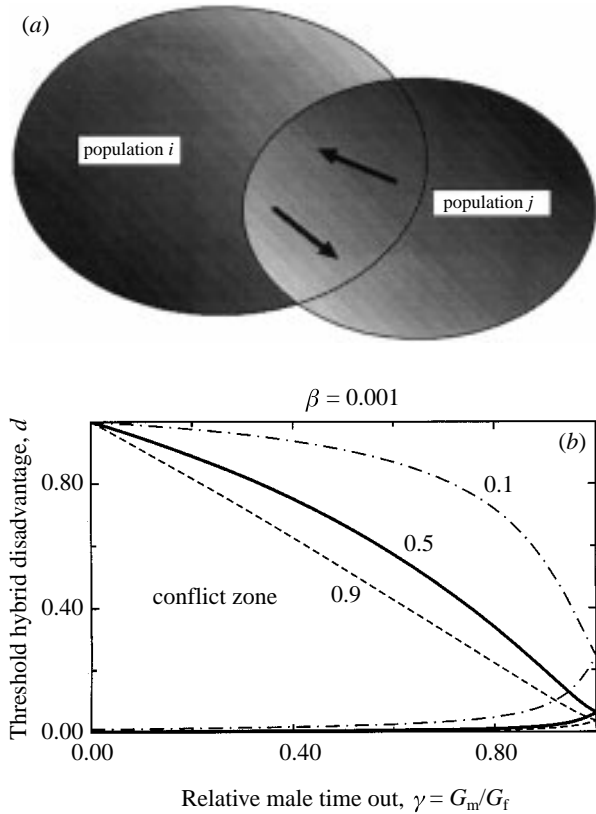 (a)
population i
population j
β = 0.001
(b)
Threshold hybrid disadvantage, d
0.80
0.40
0.00
0.1
0.5
0.9
conflict zone
0.00
0.40
0.80
Relative male time out, γ = G_m/G_f